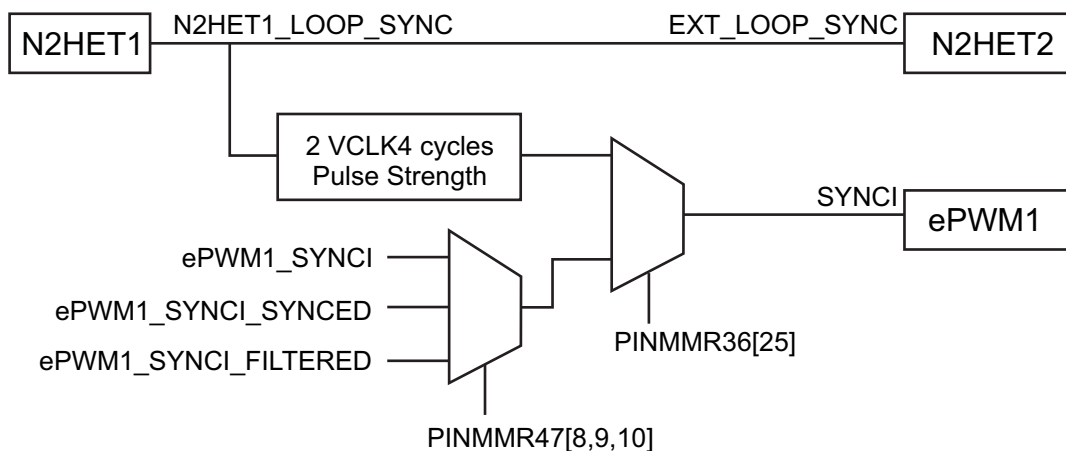 N2HET1
N2HET1_LOOP_SYNC
EXT_LOOP_SYNC
N2HET2
2 VCLK4 cycles
Pulse Strength
SYNCI
ePWM1
ePWM1_SYNCI
ePWM1_SYNCI_SYNCED
ePWM1_SYNCI_FILTERED
PINMMR36[25]
PINMMR47[8,9,10]